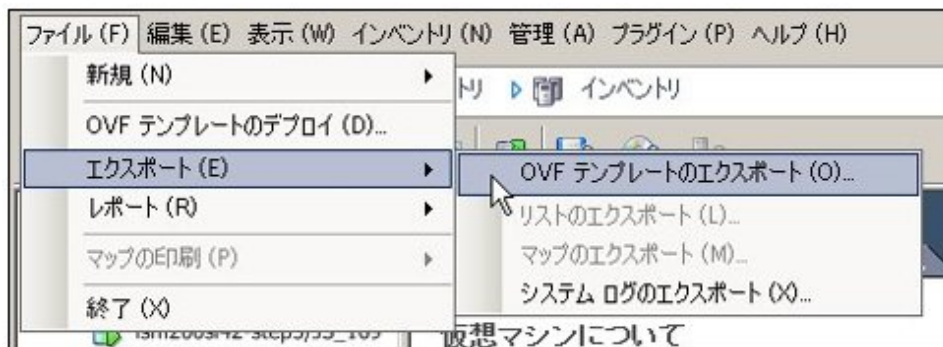 ファイル (F) 編集 (E) 表示 (W) インベントリ (N) 管理 (A) プラグイン (P) ヘルプ (H)
新規 (N)
インベントリ
OVF テンプレートのデプロイ (D)...
エクスポート (E)
OVF テンプレートのエクスポート (O)...
レポート (R)
リストのエクスポート (L)...
マップの印刷 (P)
マップのエクスポート (M)...
システム ログのエクスポート (X)...
終了 (X)
仮想マシンについて